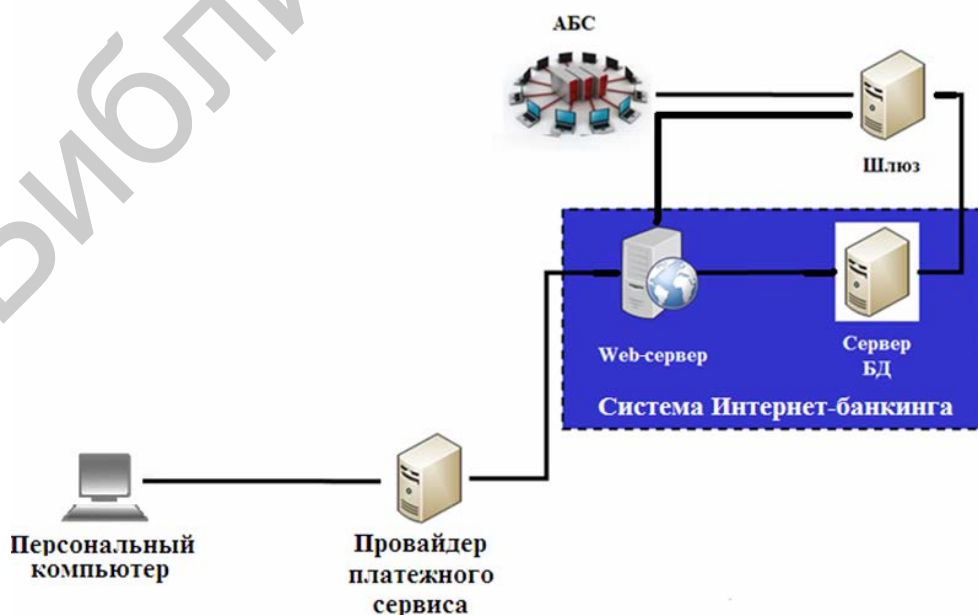 АБС
Шлюз
Web-сервер
Сервер
БД
Система Интернет-банкинга
Персональный
компьютер
Провайдер
платежного
сервиса